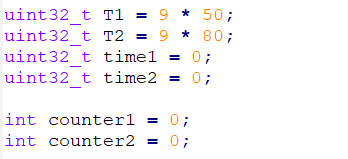 uint32_t T1 = 9 * 50;
uint32_t T2 = 9 * 80;
uint32_t time1 = 0;
uint32_t time2 = 0;
int counter1 = 0;
int counter2 = 0;